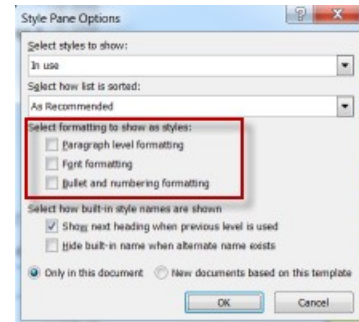 Style Pane Options
Select styles to show:
In use
Select how list is sorted:
As Recommended
Select formatting to show as styles:
Paragraph level formatting
Font formatting
Bullet and numbering formatting
Select how built-in style names are shown
Show next heading when previous level is used
Hide built-in name when alternate name exists
Only in this document New documents based on this template
OK Cancel